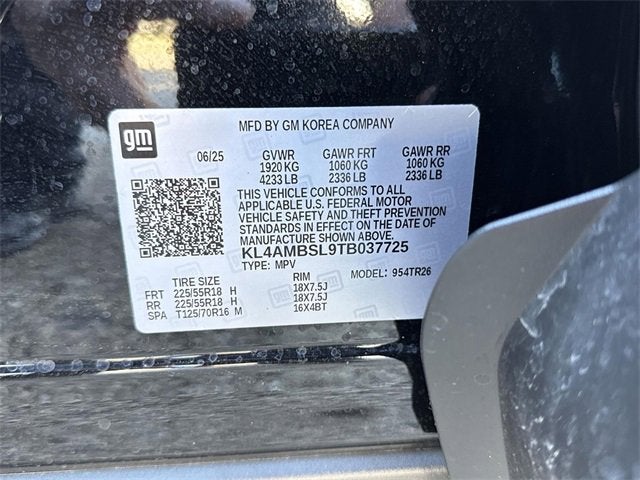 gm
MFD BY GM KOREA COMPANY
06/25 GVWR GAWR FRT GAWR RR
1920 KG 1060 KG 1060 KG
4233 LB 2336 LB 2336 LB
THIS VEHICLE CONFORMS TO ALL
APPLICABLE U.S. FEDERAL MOTOR
VEHICLE SAFETY AND THEFT PREVENTION
STANDARDS IN EFFECT ON THE DATE OF
MANUFACTURE SHOWN ABOVE.
KL4AMBSL9TB037725
TYPE: MPV MODEL: 954TR26
TIRE SIZE RIM
FRT 225/55R18 H 18X7.5J
RR 225/55R18 H 18X7.5J
SPA T125/70R16 M 16X4BT